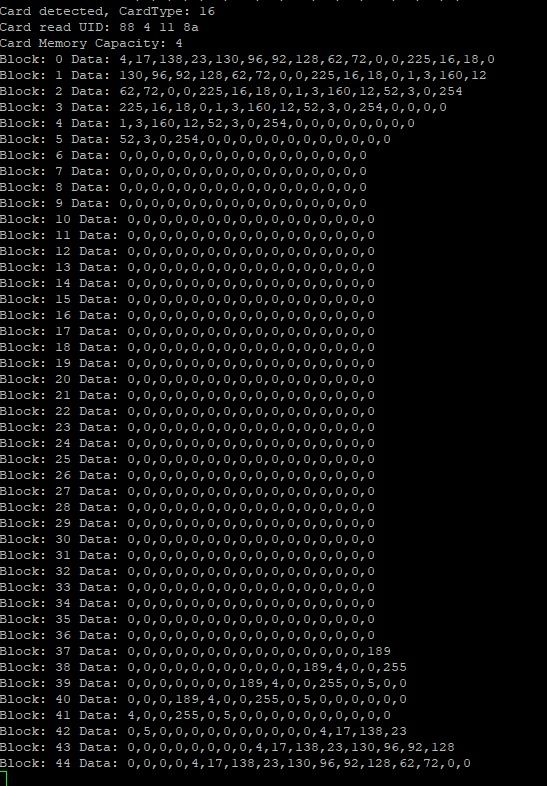 Card detected, CardType: 16
Card read UID: 88 4 11 8a
Card Memory Capacity: 4
Block: 0 Data: 4,17,138,23,130,96,92,128,62,72,0,0,225,16,18,0
Block: 1 Data: 130,96,92,128,62,72,0,0,225,16,18,0,1,3,160,12
Block: 2 Data: 62,72,0,0,225,16,18,0,1,3,160,12,52,3,0,254
Block: 3 Data: 225,16,18,0,1,3,160,12,52,3,0,254,0,0,0,0
Block: 4 Data: 1,3,160,12,52,3,0,254,0,0,0,0,0,0,0,0
Block: 5 Data: 52,3,0,254,0,0,0,0,0,0,0,0,0,0,0,0
Block: 6 Data: 0,0,0,0,0,0,0,0,0,0,0,0,0,0,0,0
Block: 7 Data: 0,0,0,0,0,0,0,0,0,0,0,0,0,0,0,0
Block: 8 Data: 0,0,0,0,0,0,0,0,0,0,0,0,0,0,0,0
Block: 9 Data: 0,0,0,0,0,0,0,0,0,0,0,0,0,0,0,0
Block: 10 Data: 0,0,0,0,0,0,0,0,0,0,0,0,0,0,0,0
Block: 11 Data: 0,0,0,0,0,0,0,0,0,0,0,0,0,0,0,0
Block: 12 Data: 0,0,0,0,0,0,0,0,0,0,0,0,0,0,0,0
Block: 13 Data: 0,0,0,0,0,0,0,0,0,0,0,0,0,0,0,0
Block: 14 Data: 0,0,0,0,0,0,0,0,0,0,0,0,0,0,0,0
Block: 15 Data: 0,0,0,0,0,0,0,0,0,0,0,0,0,0,0,0
Block: 16 Data: 0,0,0,0,0,0,0,0,0,0,0,0,0,0,0,0
Block: 17 Data: 0,0,0,0,0,0,0,0,0,0,0,0,0,0,0,0
Block: 18 Data: 0,0,0,0,0,0,0,0,0,0,0,0,0,0,0,0
Block: 19 Data: 0,0,0,0,0,0,0,0,0,0,0,0,0,0,0,0
Block: 20 Data: 0,0,0,0,0,0,0,0,0,0,0,0,0,0,0,0
Block: 21 Data: 0,0,0,0,0,0,0,0,0,0,0,0,0,0,0,0
Block: 22 Data: 0,0,0,0,0,0,0,0,0,0,0,0,0,0,0,0
Block: 23 Data: 0,0,0,0,0,0,0,0,0,0,0,0,0,0,0,0
Block: 24 Data: 0,0,0,0,0,0,0,0,0,0,0,0,0,0,0,0
Block: 25 Data: 0,0,0,0,0,0,0,0,0,0,0,0,0,0,0,0
Block: 26 Data: 0,0,0,0,0,0,0,0,0,0,0,0,0,0,0,0
Block: 27 Data: 0,0,0,0,0,0,0,0,0,0,0,0,0,0,0,0
Block: 28 Data: 0,0,0,0,0,0,0,0,0,0,0,0,0,0,0,0
Block: 29 Data: 0,0,0,0,0,0,0,0,0,0,0,0,0,0,0,0
Block: 30 Data: 0,0,0,0,0,0,0,0,0,0,0,0,0,0,0,0
Block: 31 Data: 0,0,0,0,0,0,0,0,0,0,0,0,0,0,0,0
Block: 32 Data: 0,0,0,0,0,0,0,0,0,0,0,0,0,0,0,0
Block: 33 Data: 0,0,0,0,0,0,0,0,0,0,0,0,0,0,0,0
Block: 34 Data: 0,0,0,0,0,0,0,0,0,0,0,0,0,0,0,0
Block: 35 Data: 0,0,0,0,0,0,0,0,0,0,0,0,0,0,0,0
Block: 36 Data: 0,0,0,0,0,0,0,0,0,0,0,0,0,0,0,0
Block: 37 Data: 0,0,0,0,0,0,0,0,0,0,0,0,0,0,0,189
Block: 38 Data: 0,0,0,0,0,0,0,0,0,0,0,189,4,0,0,255
Block: 39 Data: 0,0,0,0,0,0,0,189,4,0,0,255,0,5,0,0
Block: 40 Data: 0,0,0,189,4,0,0,255,0,5,0,0,0,0,0,0
Block: 41 Data: 4,0,0,255,0,5,0,0,0,0,0,0,0,0,0,0
Block: 42 Data: 0,5,0,0,0,0,0,0,0,0,0,0,4,17,138,23
Block: 43 Data: 0,0,0,0,0,0,0,0,4,17,138,23,130,96,92,128
Block: 44 Data: 0,0,0,0,4,17,138,23,130,96,92,128,62,72,0,0